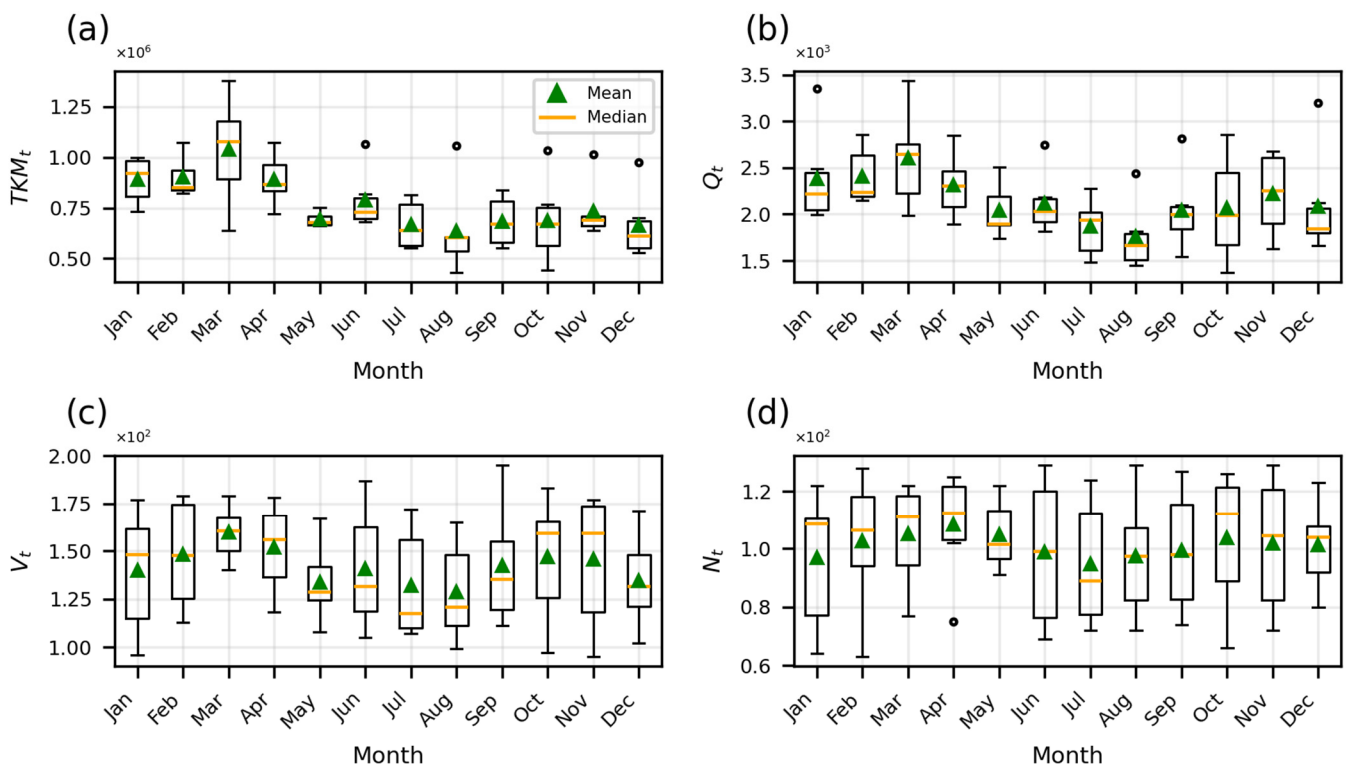 (a)
×10⁶
TKMₜ
1.25
1.00
0.75
0.50
Mean
Median
Jan
Feb
Mar
Apr
May
Jun
Jul
Aug
Sep
Oct
Nov
Dec
Month
(b)
×10³
Qₜ
3.5
3.0
2.5
2.0
1.5
Jan
Feb
Mar
Apr
May
Jun
Jul
Aug
Sep
Oct
Nov
Dec
Month
(c)
×10²
Vₜ
2.00
1.75
1.50
1.25
1.00
Jan
Feb
Mar
Apr
May
Jun
Jul
Aug
Sep
Oct
Nov
Dec
Month
(d)
×10²
Nₜ
1.2
1.0
0.8
0.6
Jan
Feb
Mar
Apr
May
Jun
Jul
Aug
Sep
Oct
Nov
Dec
Month